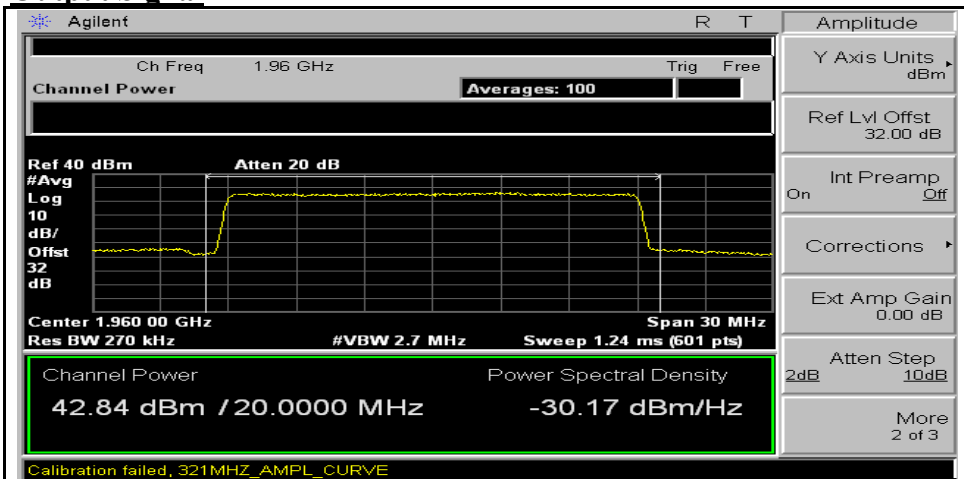 Agilent R T Amplitude
Ch Freq 1.96 GHz Trig Free
Channel Power Averages: 100
Y Axis Units
dBm
Ref Lvl Offst
32.00 dB
Int Preamp
On Off
Corrections
Ext Amp Gain
0.00 dB
Atten Step
2dB 10dB
More
2 of 3
Ref 40 dBm Atten 20 dB
#Avg
Log
10
dB/
Offst
32
dB
Center 1.960 00 GHz Span 30 MHz
Res BW 270 kHz #VBW 2.7 MHz Sweep 1.24 ms (601 pts)
Channel Power Power Spectral Density
42.84 dBm / 20.0000 MHz -30.17 dBm/Hz
Calibration failed, 321MHZ_AMPL_CURVE